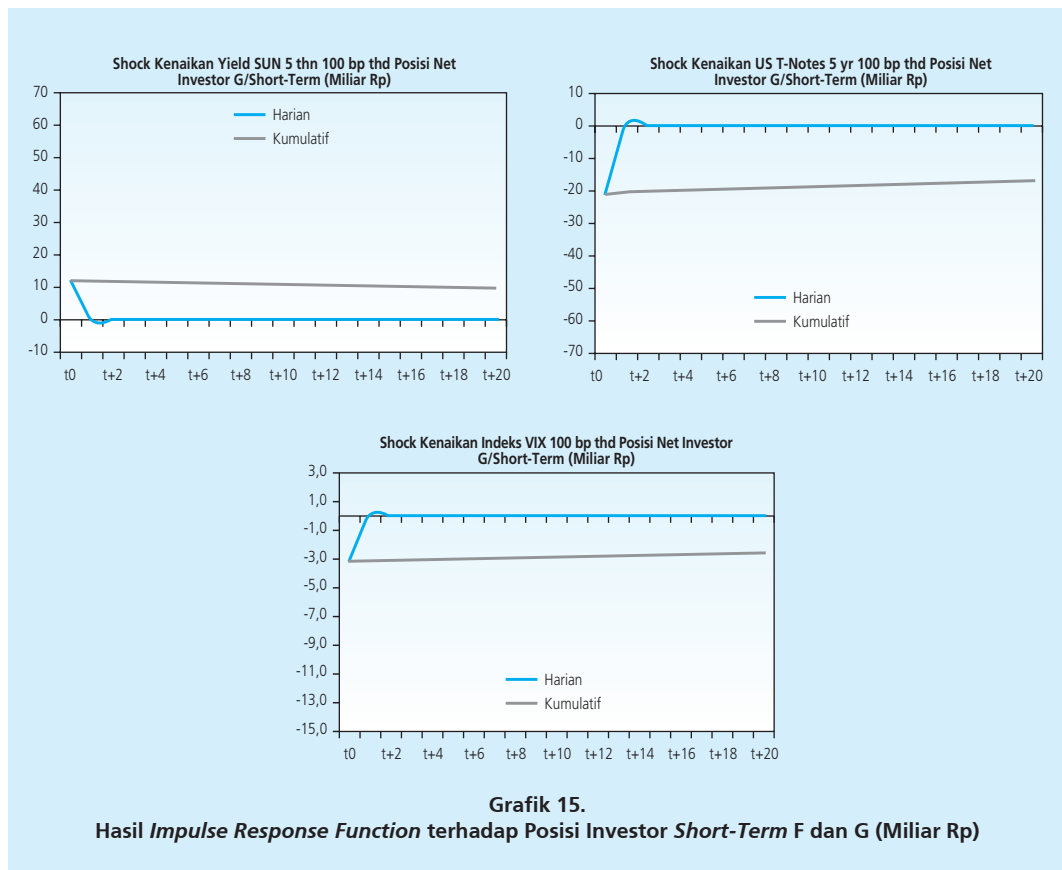 Shock Kenaikan Yield SUN 5 thn 100 bp thd Posisi Net
Investor G/Short-Term (Miliar Rp)
70
60
50
40
30
20
10
0
-10
Harian
Kumulatif
t0 t+2 t+4 t+6 t+8 t+10 t+12 t+14 t+16 t+18 t+20
Shock Kenaikan US T-Notes 5 yr 100 bp thd Posisi Net
Investor G/Short-Term (Miliar Rp)
10
0
-10
-20
-30
-40
-50
-60
-70
Harian
Kumulatif
t0 t+2 t+4 t+6 t+8 t+10 t+12 t+14 t+16 t+18 t+20
Shock Kenaikan Indeks VIX 100 bp thd Posisi Net Investor
G/Short-Term (Miliar Rp)
3,0
1,0
-1,0
-3,0
-5,0
-7,0
-9,0
-11,0
-13,0
-15,0
Harian
Kumulatif
t0 t+2 t+4 t+6 t+8 t+10 t+12 t+14 t+16 t+18 t+20
Grafik 15.
Hasil Impulse Response Function terhadap Posisi Investor Short-Term F dan G (Miliar Rp)